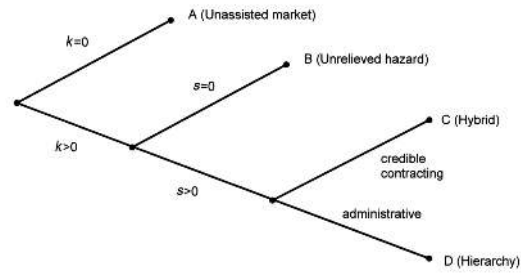 A (Unassisted market)
k=0
B (Unrelieved hazard)
s=0
k>0
C (Hybrid)
credible
contracting
s>0
administrative
D (Hierarchy)